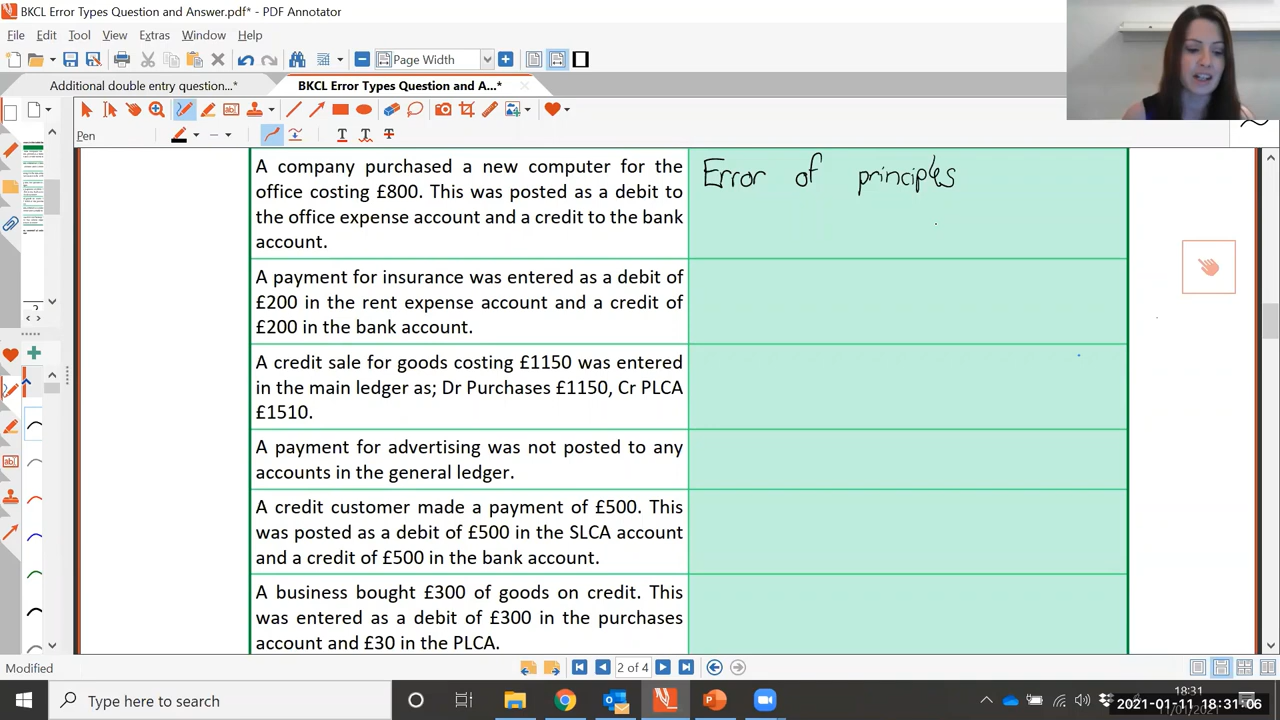 BKCL Error Types Question and Answer.pdf* - PDF Annotator
File Edit Tool View Extras Window Help
Page Width
Additional double entry question...*
BKCL Error Types Question and A...*
Pen
A company purchased a new computer for the
office costing £800. This was posted as a debit to
the office expense account and a credit to the bank
account.
Error of principles
A payment for insurance was entered as a debit of
£200 in the rent expense account and a credit of
£200 in the bank account.
A credit sale for goods costing £1150 was entered
in the main ledger as; Dr Purchases £1150, Cr PLCA
£1510.
A payment for advertising was not posted to any
accounts in the general ledger.
A credit customer made a payment of £500. This
was posted as a debit of £500 in the SLCA account
and a credit of £500 in the bank account.
A business bought £300 of goods on credit. This
was entered as a debit of £300 in the purchases
account and £30 in the PLCA.
Modified
2 of 4
Type here to search
18:31
2021-01-11 18:31:06